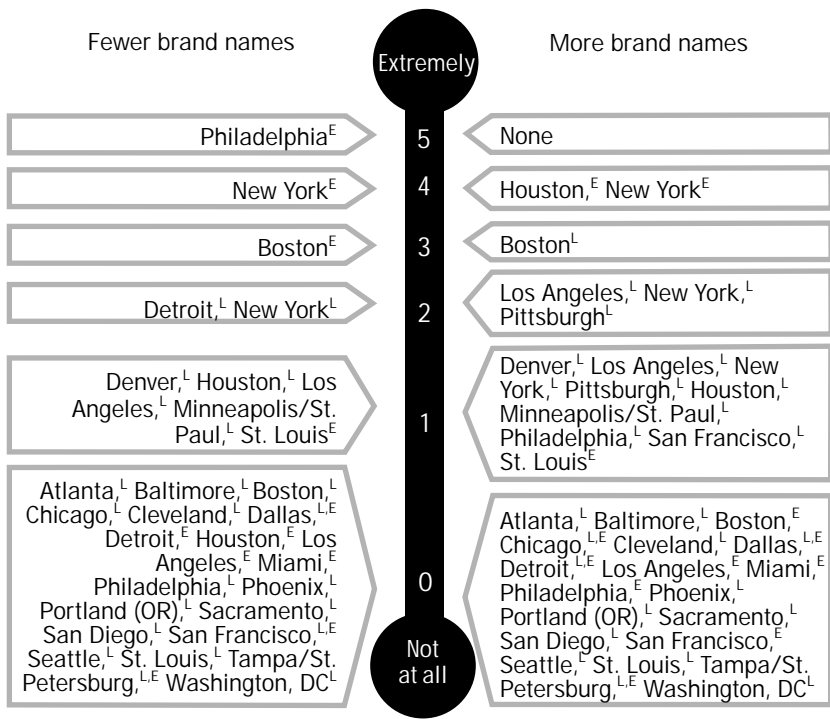 Fewer brand names
Extremely
More brand names
Philadelphia^E
5
None
New York^E
4
Houston,^E New York^E
Boston^E
3
Boston^L
Detroit,^L New York^L
2
Los Angeles,^L New York,^L
Pittsburgh^L
Denver,^L Houston,^L Los
Angeles,^L Minneapolis/St.
Paul,^L St. Louis^E
1
Denver,^L Los Angeles,^L New
York,^L Pittsburgh,^L Houston,^L
Minneapolis/St. Paul,^L
Philadelphia,^L San Francisco,^L
St. Louis^E
Atlanta,^L Baltimore,^L Boston,^L
Chicago,^L Cleveland,^L Dallas,^L,E
Detroit,^E Houston,^E Los
Angeles,^E Miami,^E
Philadelphia,^L Phoenix,^L
Portland (OR),^L Sacramento,^L
San Diego,^L San Francisco,^L,E
Seattle,^L St. Louis,^L Tampa/St.
Petersburg,^L,E Washington, DC^L
0
Not
at all
Atlanta,^L Baltimore,^L Boston,^E
Chicago,^L,E Cleveland,^L Dallas,^L,E
Detroit,^L,E Los Angeles,^E Miami,^E
Philadelphia,^E Phoenix,^L
Portland (OR),^L Sacramento,^L
San Diego,^L San Francisco,^E
Seattle,^L St. Louis,^L Tampa/St.
Petersburg,^L,E Washington, DC^L